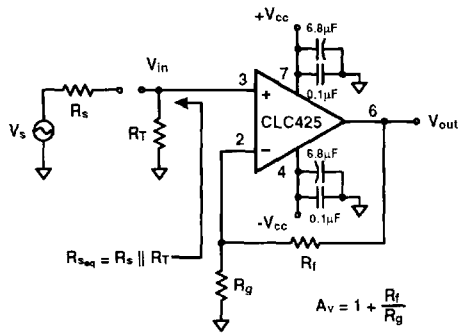 +Vcc
6.8µF
7
0.1µF
Vin
3
+
Rs
Vs
RT
CLC425
6
Vout
2
−
4
6.8µF
0.1µF
-Vcc
Rseq = Rs || RT
Rf
Rg
Av = 1 + Rf/Rg